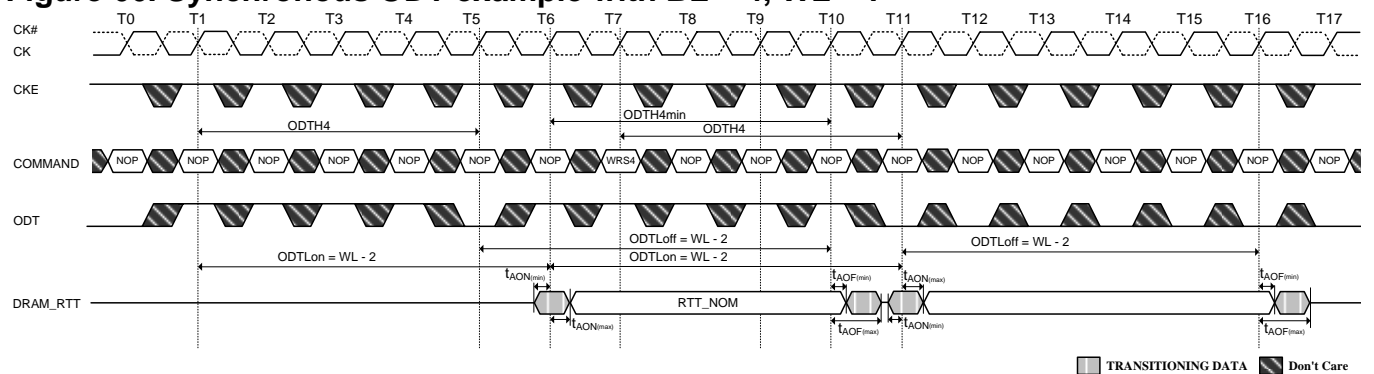 T0 T1 T2 T3 T4 T5 T6 T7 T8 T9 T10 T11 T12 T13 T14 T15 T16 T17
CK#
CK
CKE
ODTH4 ODTH4min
ODTH4
COMMAND NOP NOP NOP NOP NOP NOP NOP WRS4 NOP NOP NOP NOP NOP NOP NOP NOP NOP NOP
ODT
ODTLoff = WL - 2 ODTLoff = WL - 2
ODTLon = WL - 2 ODTLon = WL - 2
tAON(min) tAOF(min) tAON(max) tAOF(min)
DRAM_RTT RTT_NOM
tAON(max) tAOF(max) tAON(min) tAOF(max)
TRANSITIONING DATA Don't Care